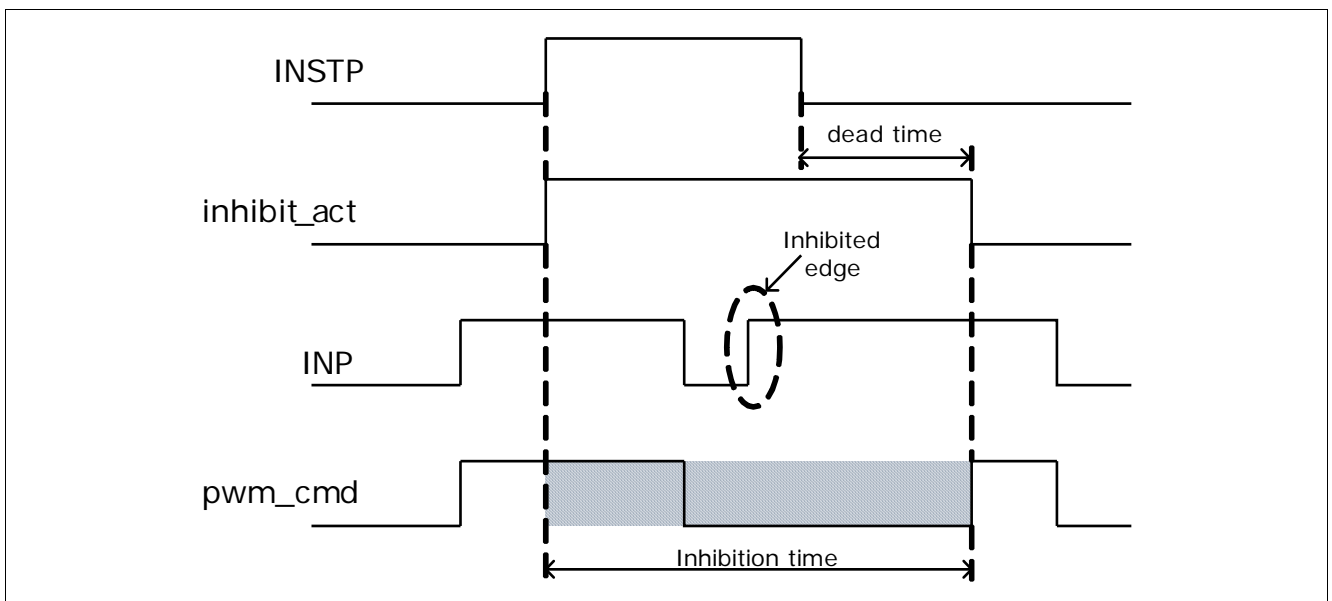 INSTP
dead time
inhibit_act
Inhibited
edge
INP
pwm_cmd
Inhibition time